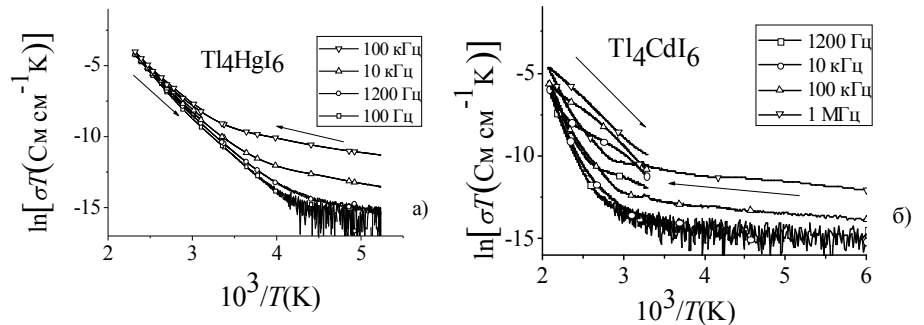 Tl4HgI6
100 кГц
10 кГц
1200 Гц
100 Гц
ln[σT(См см⁻¹К)]
-5
-10
-15
2 3 4 5
10³/T(K)
а)
Tl4CdI6
1200 Гц
10 кГц
100 кГц
1 МГц
ln[σT(См см⁻¹К)]
-5
-10
-15
2 3 4 5 6
10³/T(K)
б)